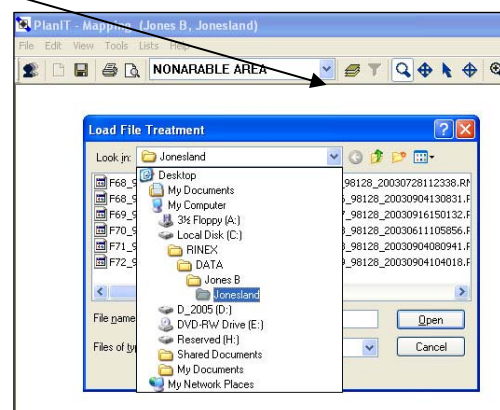 PlanIT - Mapping (Jones B, Jonesland)
File Edit View Tools Lists Help
NONARABLE AREA
Load File Treatment
Look in: Jonesland
Desktop
My Documents
My Computer
3½ Floppy (A:)
Local Disk (C:)
RINEX
DATA
Jones B
Jonesland
D_2005 (D:)
DVD-RW Drive (E:)
Reserved (H:)
Shared Documents
My Documents
My Network Places
F68_9
F68_9
F69_9
F70_9
F71_9
F72_9
98128_20030728112338.RN
_98128_20030904130831.F
_98128_20030916150132.F
_98128_20030611105856.F
_98128_20030904080941.F
_98128_20030904104018.F
File name
Open
Files of ty
Cancel